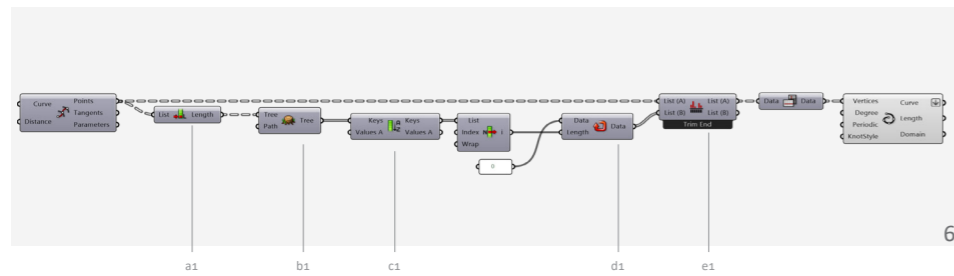 Curve Points
Distance Tangents
Parameters
List Length
Tree Tree
Path
Keys Keys
Values A Values A
List i
Index
Wrap
0
Data Data
Length
List (A) List (A)
List (B) List (B)
Trim End
Data Data
Vertices Curve
Degree Length
Periodic Domain
KnotStyle
6
a1 b1 c1 d1 e1